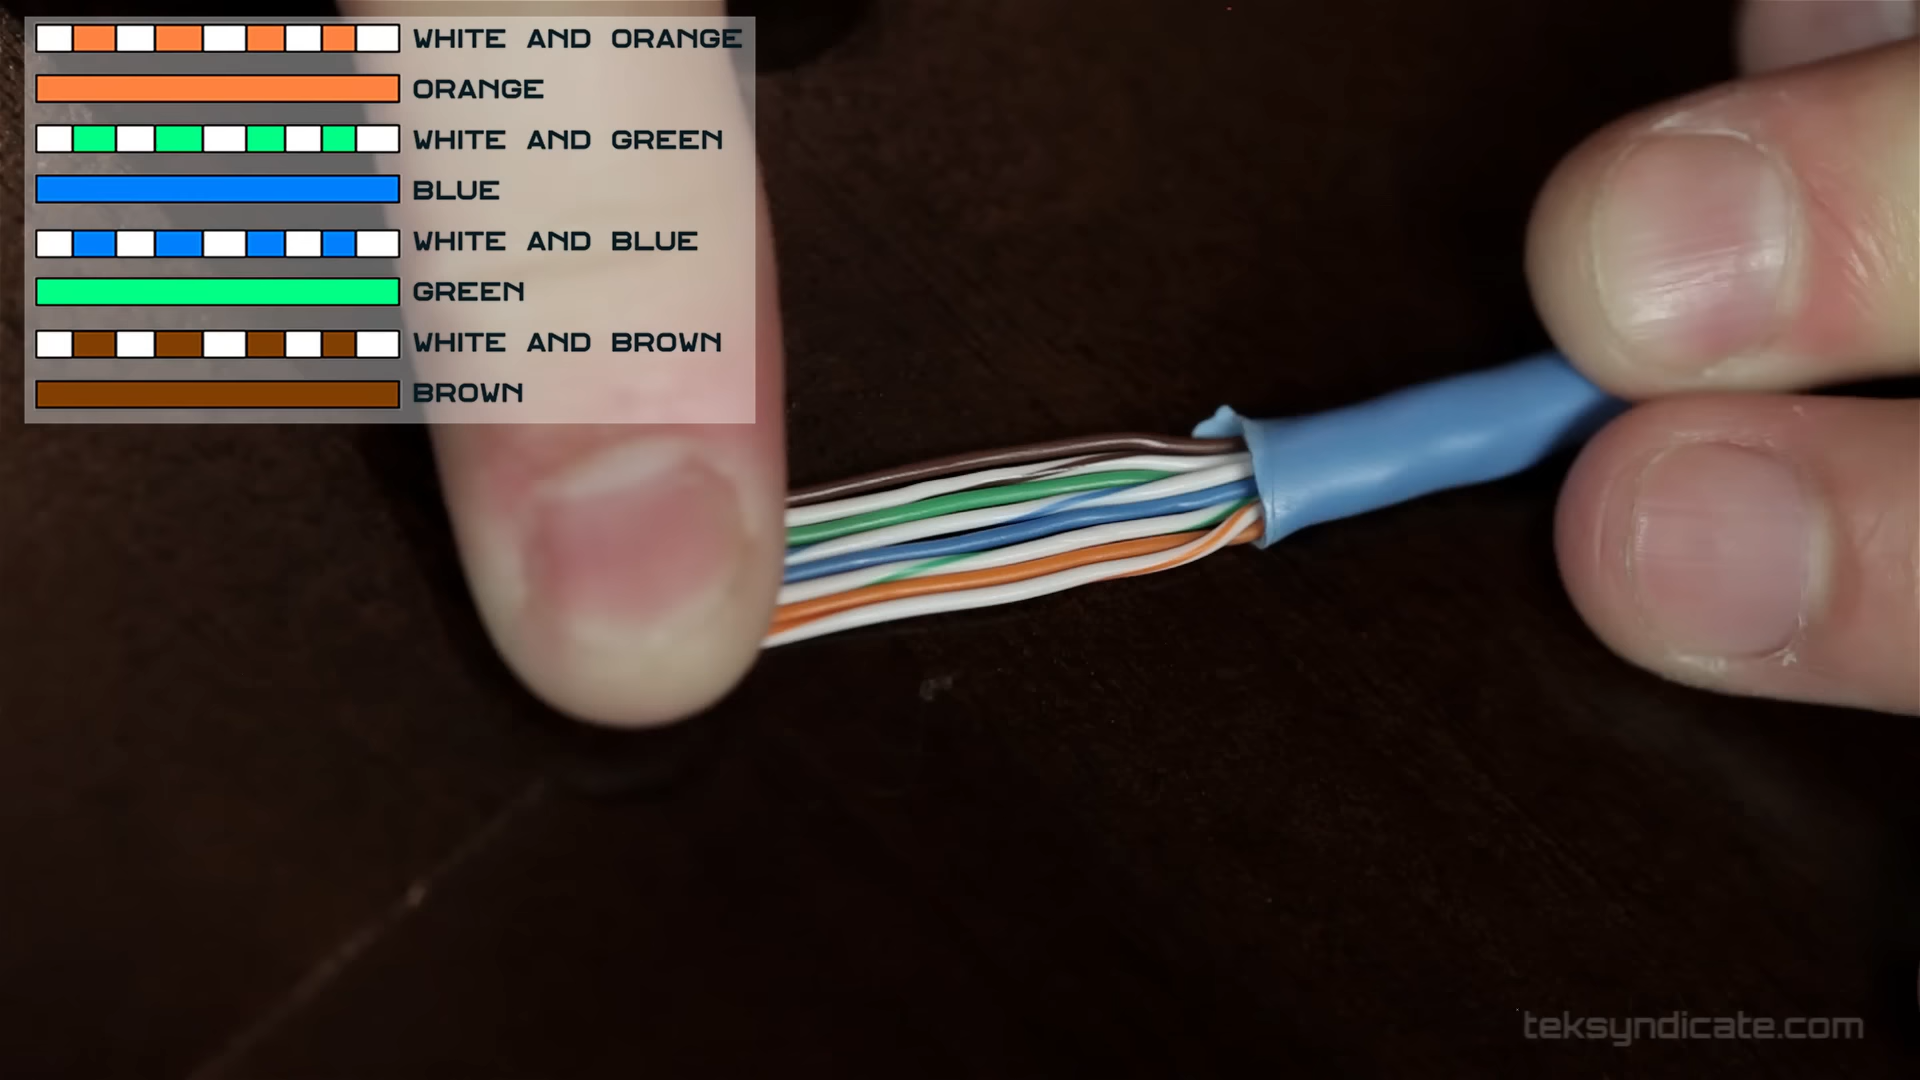 WHITE AND ORANGE
ORANGE
WHITE AND GREEN
BLUE
WHITE AND BLUE
GREEN
WHITE AND BROWN
BROWN
teksyndicate.com